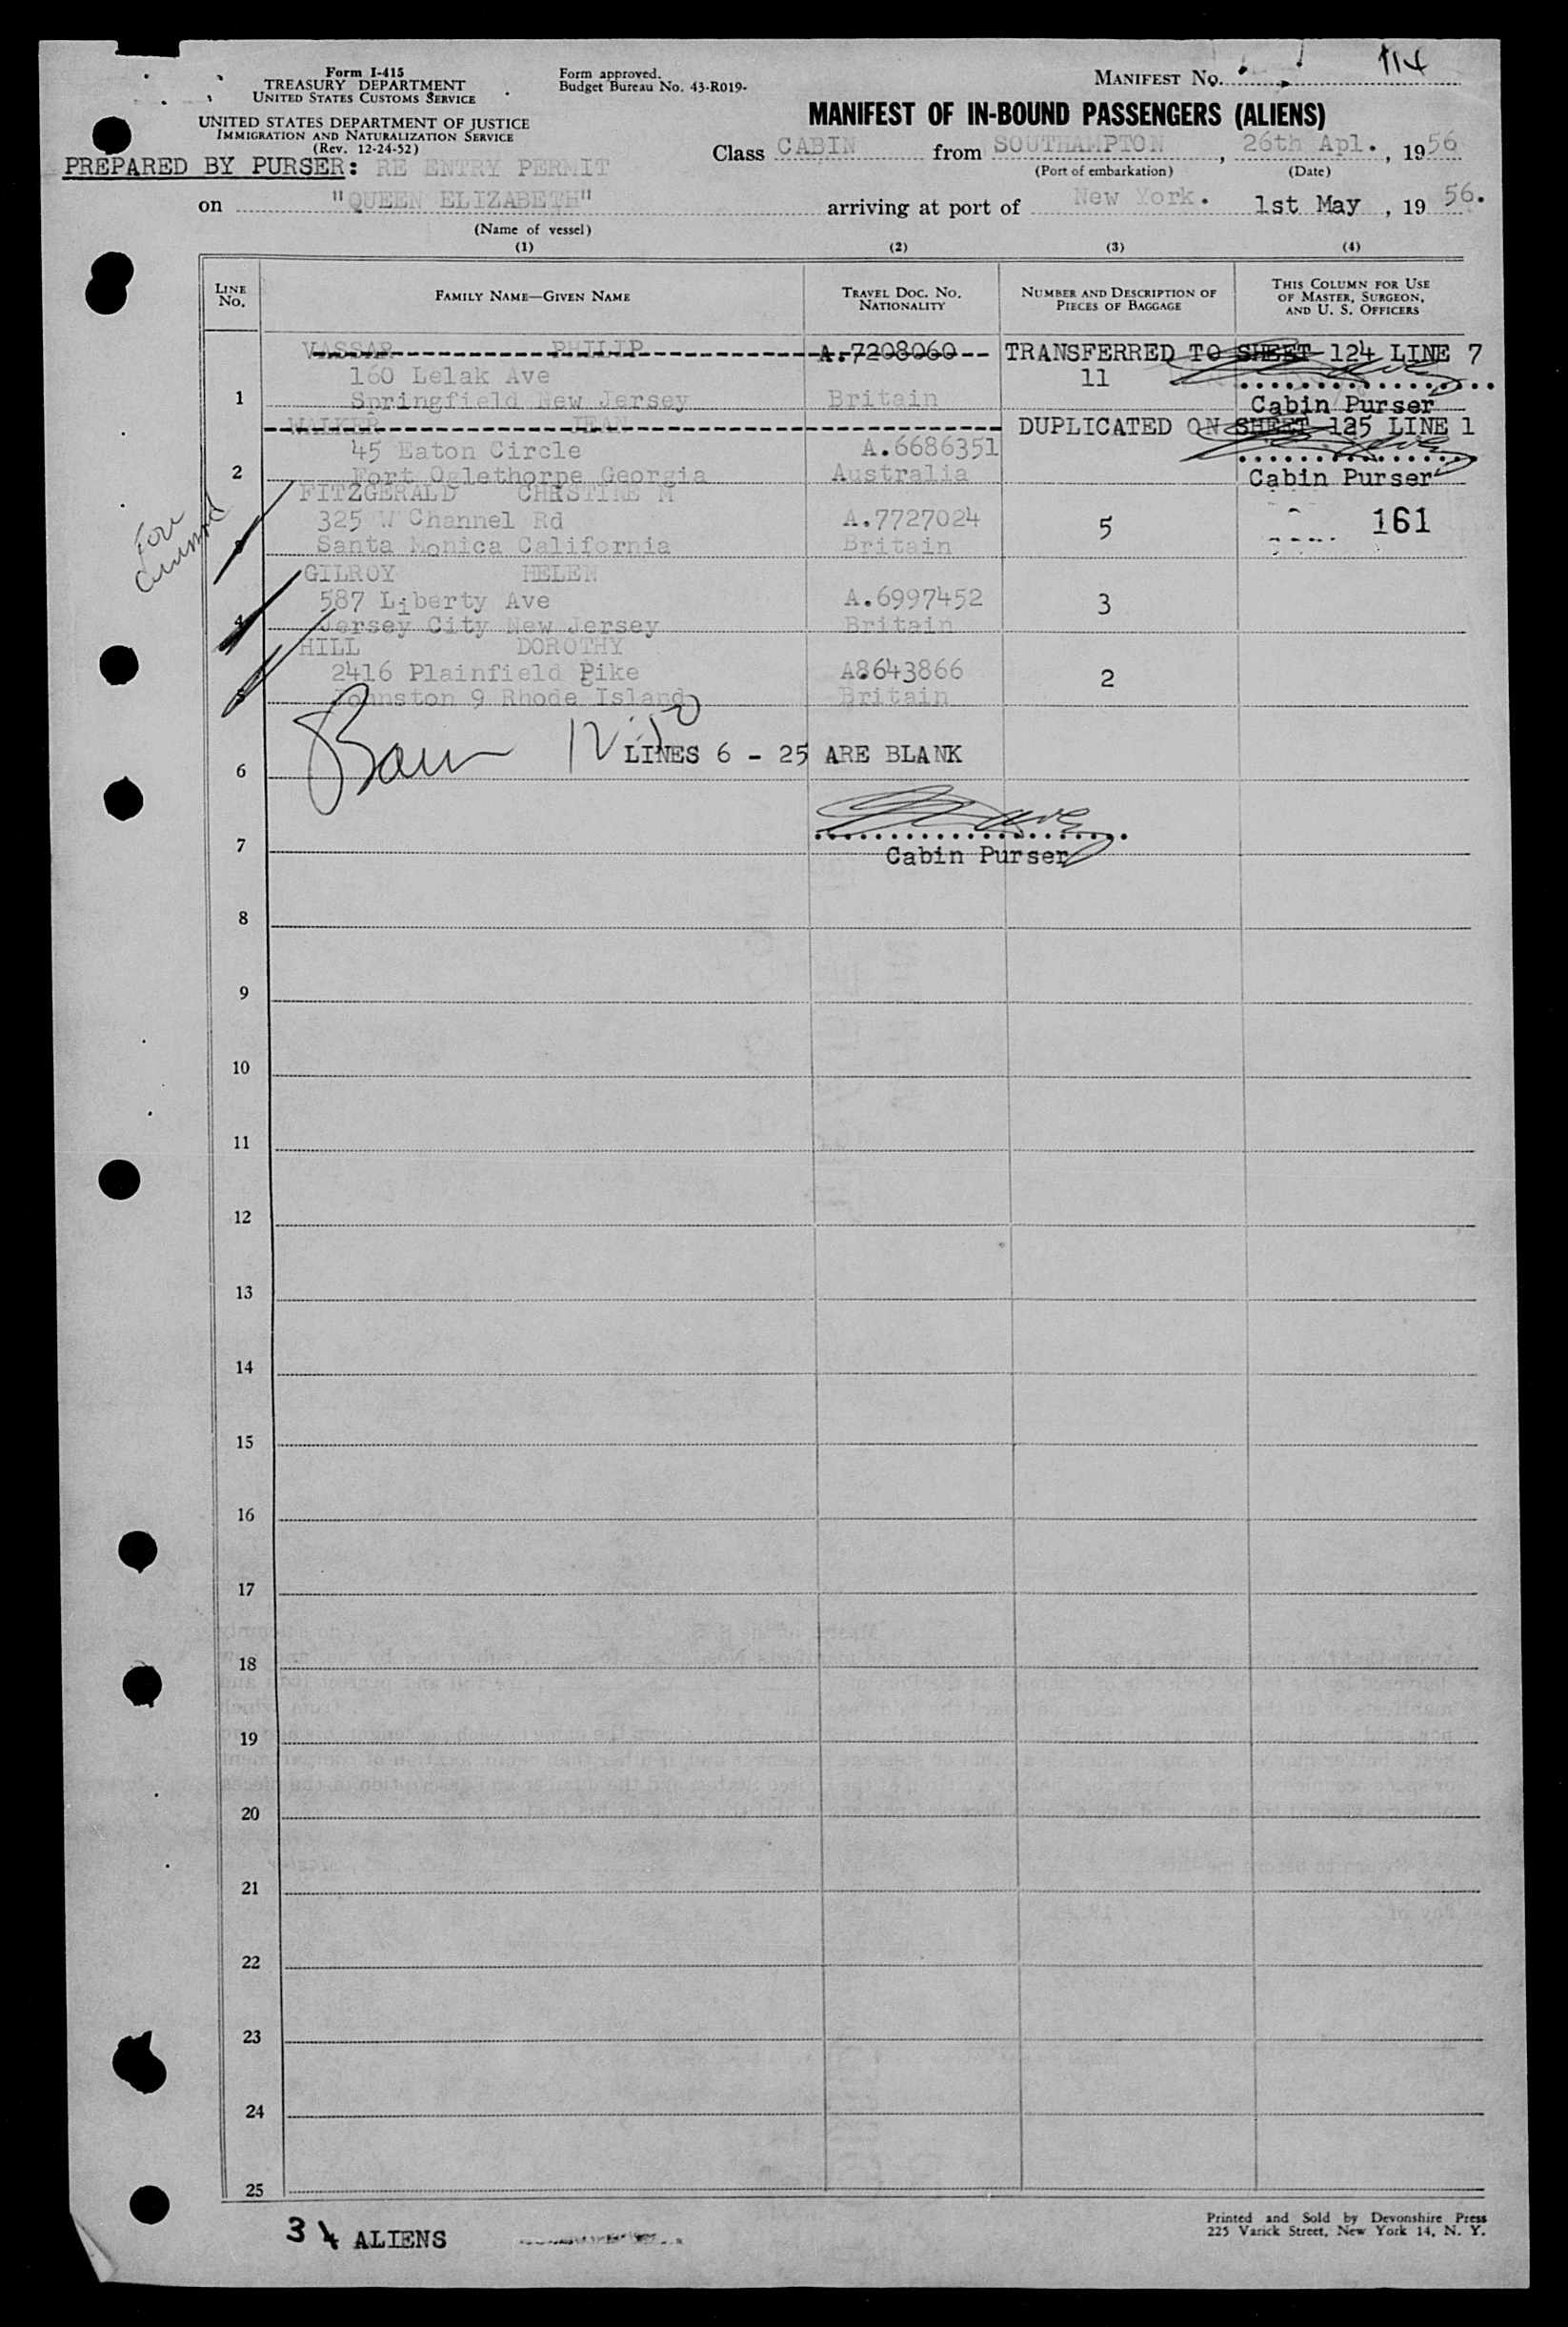 Form I-415
TREASURY DEPARTMENT
UNITED STATES CUSTOMS SERVICE
UNITED STATES DEPARTMENT OF JUSTICE
IMMIGRATION AND NATURALIZATION SERVICE
(Rev. 12-24-52)
Form approved.
Budget Bureau No. 43-R019-
MANIFEST No. 114
MANIFEST OF IN-BOUND PASSENGERS (ALIENS)
Class CABIN from SOUTHAMPTON, 26th Apl., 1956
(Port of embarkation) (Date)
PREPARED BY PURSER: RE ENTRY PERMIT
on "QUEEN ELIZABETH" arriving at port of New York. 1st May, 19 56.
(Name of vessel)
(1) (2) (3) (4)
LINE No.
FAMILY NAME—GIVEN NAME
TRAVEL DOC. NO. NATIONALITY
NUMBER AND DESCRIPTION OF PIECES OF BAGGAGE
THIS COLUMN FOR USE OF MASTER, SURGEON, AND U. S. OFFICERS
VASSAR PHILIP A.7208060 TRANSFERRED TO SHEET 124 LINE 7
160 Lelak Ave 11
1 Springfield New Jersey Britain Cabin Purser
WALKER JEAN DUPLICATED ON SHEET 125 LINE 1
45 Eaton Circle A.6686351
2 Fort Oglethorpe Georgia Australia Cabin Purser
FITZGERALD CHRSTINE M
325 W Channel Rd A.7727024 5 161
3 Santa Monica California Britain
GILROY HELEN
587 Liberty Ave A.6997452 3
4 Jersey City New Jersey Britain
HILL DOROTHY
2416 Plainfield Pike A8643866 2
5 Johnston 9 Rhode Island Britain
LINES 6 - 25 ARE BLANK
6
7 Cabin Purser
8
9
10
11
12
13
14
15
16
17
18
19
20
21
22
23
24
25
3 4 ALIENS
Printed and Sold by Devonshire Press
225 Varick Street, New York 14, N. Y.